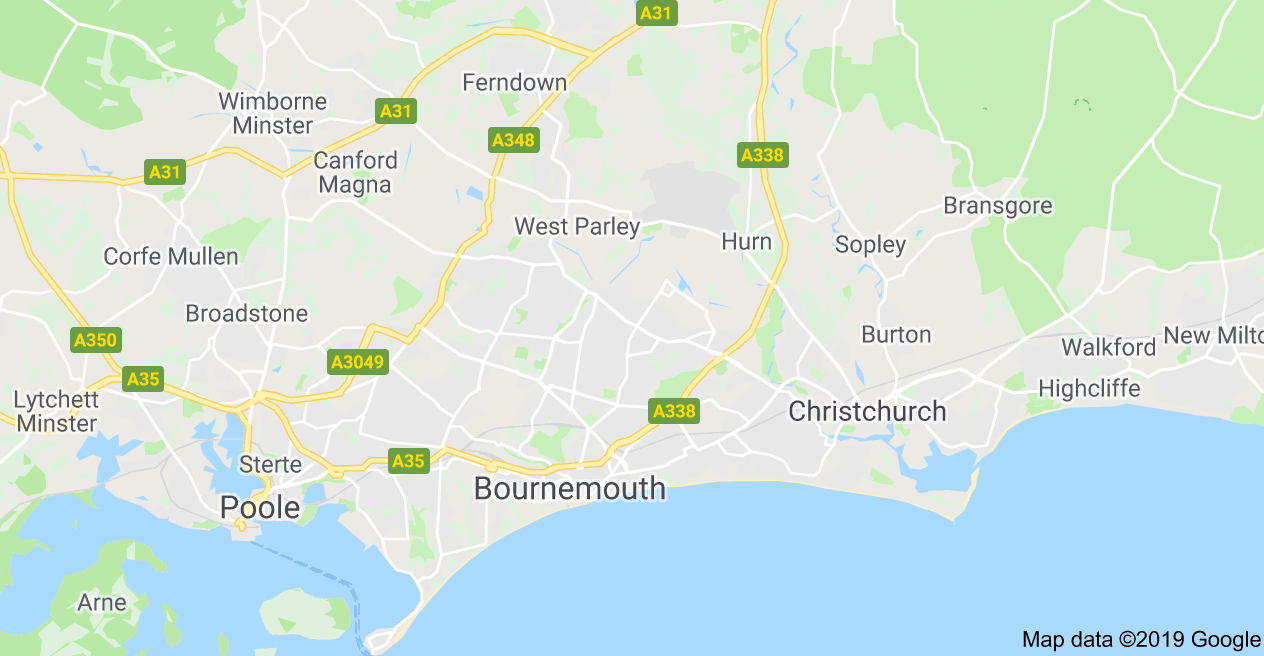 A31
Ferndown
Wimborne
Minster
A31
A348
A338
Canford
Magna
A31
Bransgore
West Parley
Hurn
Sopley
Corfe Mullen
Broadstone
A350
Burton
New Milto
Walkford
A3049
A35
Highcliffe
Lytchett
Minster
A338
Christchurch
A35
Sterte
Bournemouth
Poole
Arne
Map data ©2019 Google